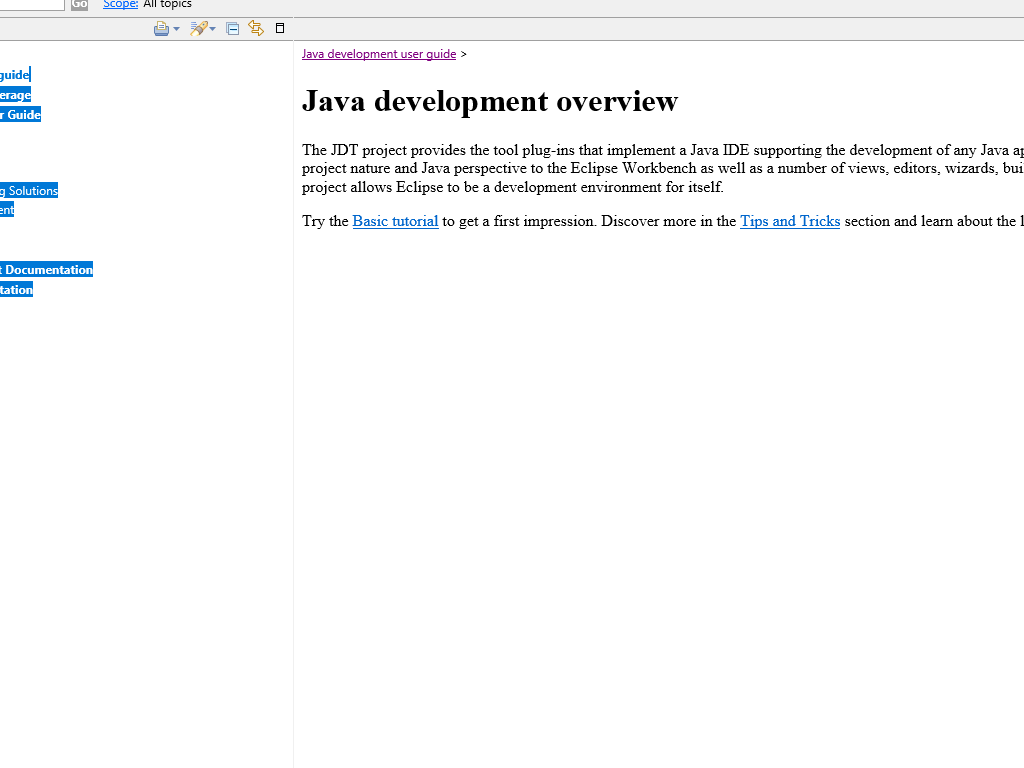 Go Scope: All topics
guide
erage
r Guide
g Solutions
ent
t Documentation
tation
Java development user guide >
Java development overview
The JDT project provides the tool plug-ins that implement a Java IDE supporting the development of any Java ap
project nature and Java perspective to the Eclipse Workbench as well as a number of views, editors, wizards, bui
project allows Eclipse to be a development environment for itself.
Try the Basic tutorial to get a first impression. Discover more in the Tips and Tricks section and learn about the l